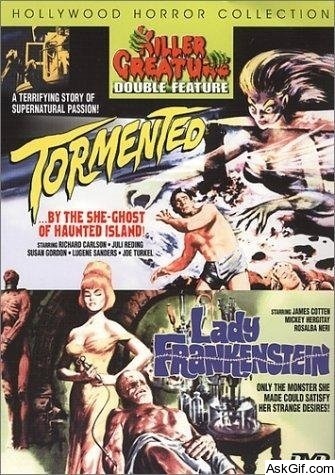 HOLLYWOOD HORROR COLLECTION
KILLER
CREATURE
DOUBLE FEATURE
A TERRIFYING STORY OF
SUPERNATURAL PASSION!
TORMENTED
...BY THE SHE-GHOST
OF HAUNTED ISLAND!
STARRING RICHARD CARLSON • JULI REDING
SUSAN GORDON • LUGENE SANDERS • JOE TURKEL
STARRING JAMES COTTEN
MICKEY HERGITAY
ROSALBA NERI
LADY
FRANKENSTEIN
ONLY THE MONSTER SHE
MADE COULD SATISFY
HER STRANGE DESIRES!
DVD
AskGif.com